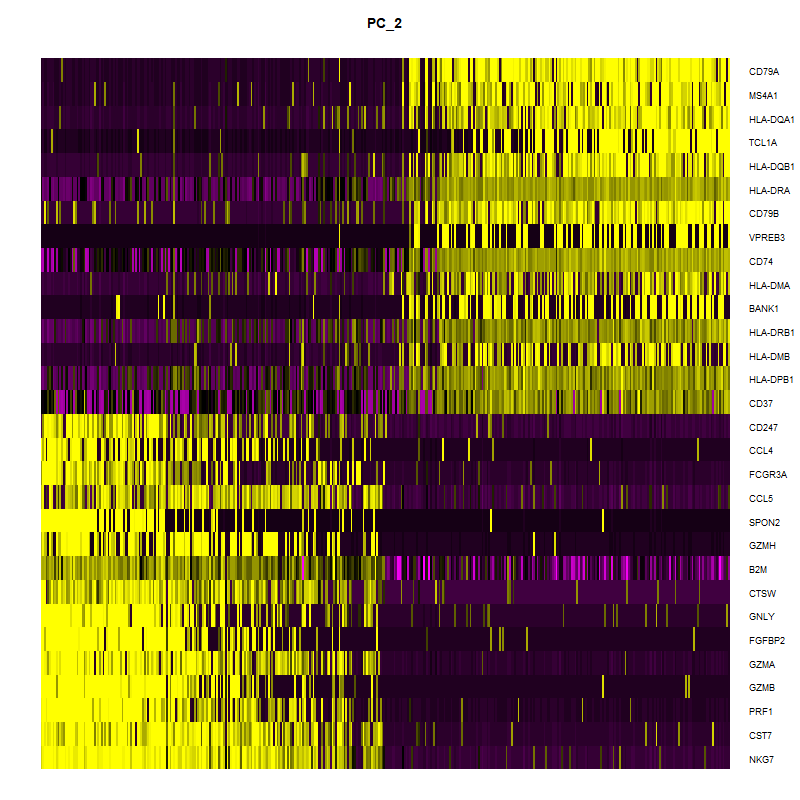 PC_2
CD79A
MS4A1
HLA-DQA1
TCL1A
HLA-DQB1
HLA-DRA
CD79B
VPREB3
CD74
HLA-DMA
BANK1
HLA-DRB1
HLA-DMB
HLA-DPB1
CD37
CD247
CCL4
FCGR3A
CCL5
SPON2
GZMH
B2M
CTSW
GNLY
FGFBP2
GZMA
GZMB
PRF1
CST7
NKG7